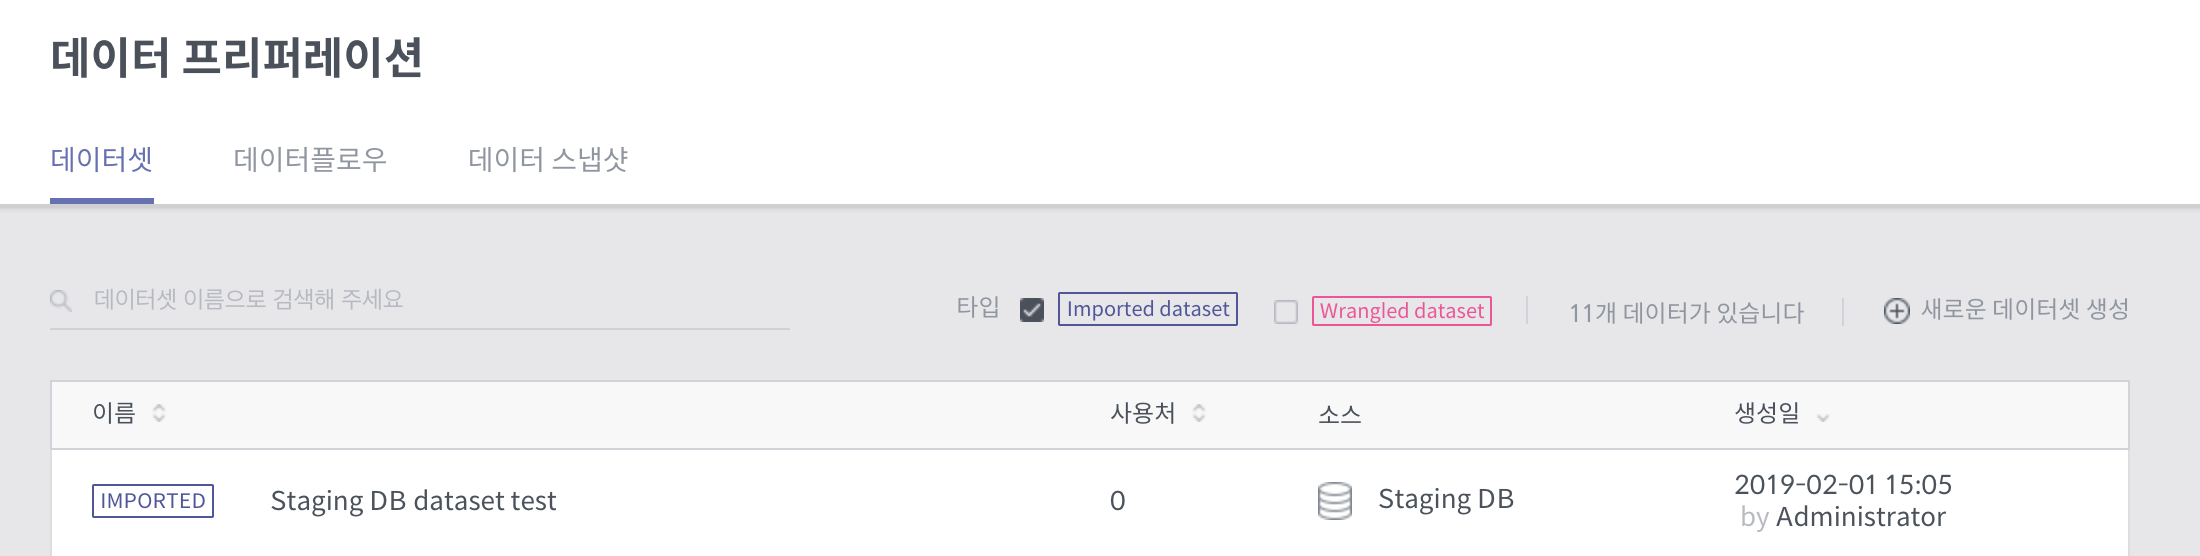 데이터 프리퍼레이션
데이터셋 데이터플로우 데이터 스냅샷
데이터셋 이름으로 검색해 주세요 타입 Imported dataset Wrangled dataset 11개 데이터가 있습니다 새로운 데이터셋 생성
이름 사용처 소스 생성일
IMPORTED Staging DB dataset test 0 Staging DB 2019-02-01 15:05
by Administrator